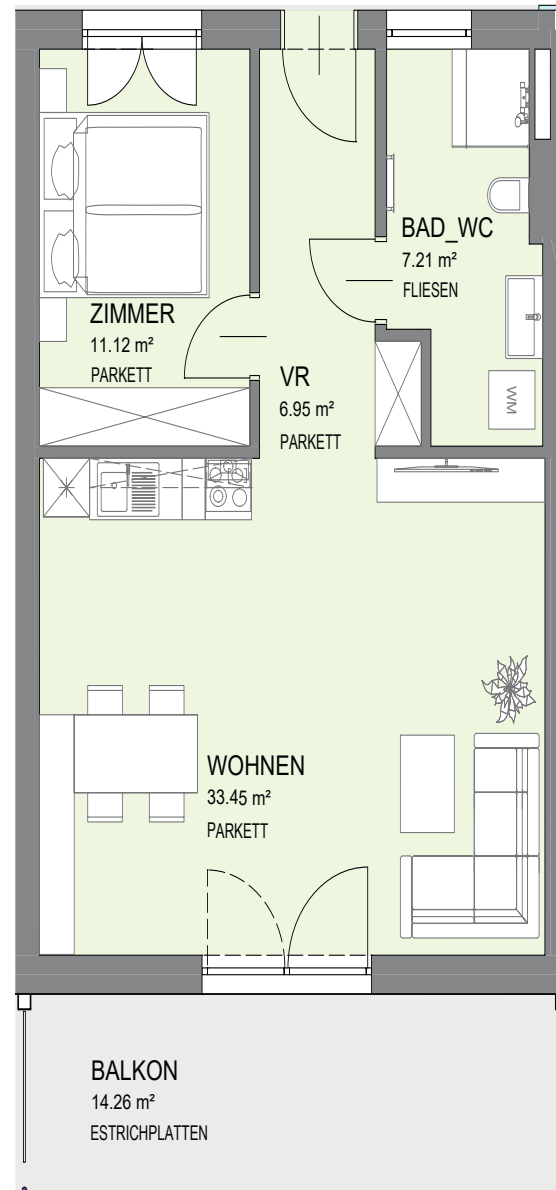 BAD_WC
7.21 m²
FLIESEN
ZIMMER
11.12 m²
PARKETT
VR
6.95 m²
PARKETT
WM
WOHNEN
33.45 m²
PARKETT
BALKON
14.26 m²
ESTRICHPLATTEN